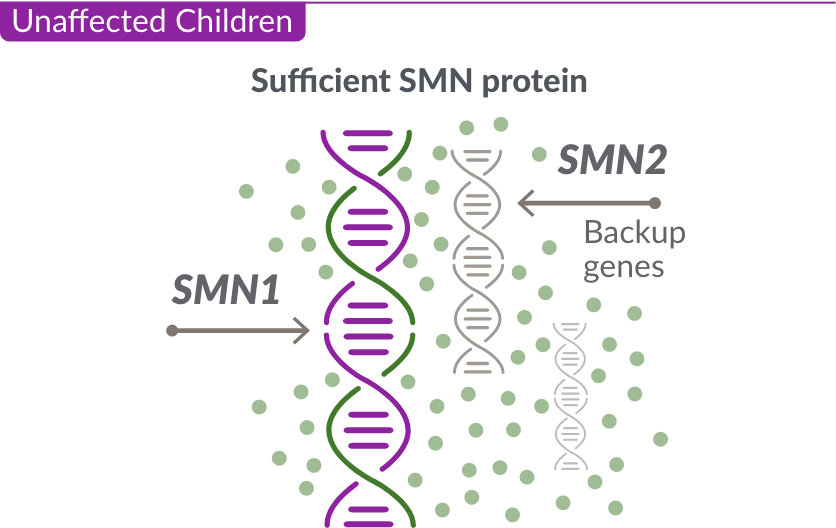 Unaffected Children
Sufficient SMN protein
SMN2
Backup
genes
SMN1